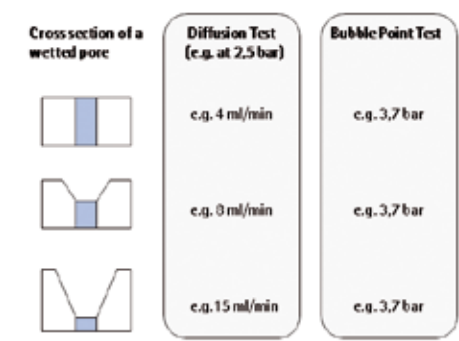 Cross section of a
wetted pore
Diffusion Test
(e.g. at 2,5 bar)
Bubble Point Test
e.g. 4 ml/min
e.g. 3,7 bar
e.g. 8 ml/min
e.g. 3,7 bar
e.g. 15 ml/min
e.g. 3,7 bar